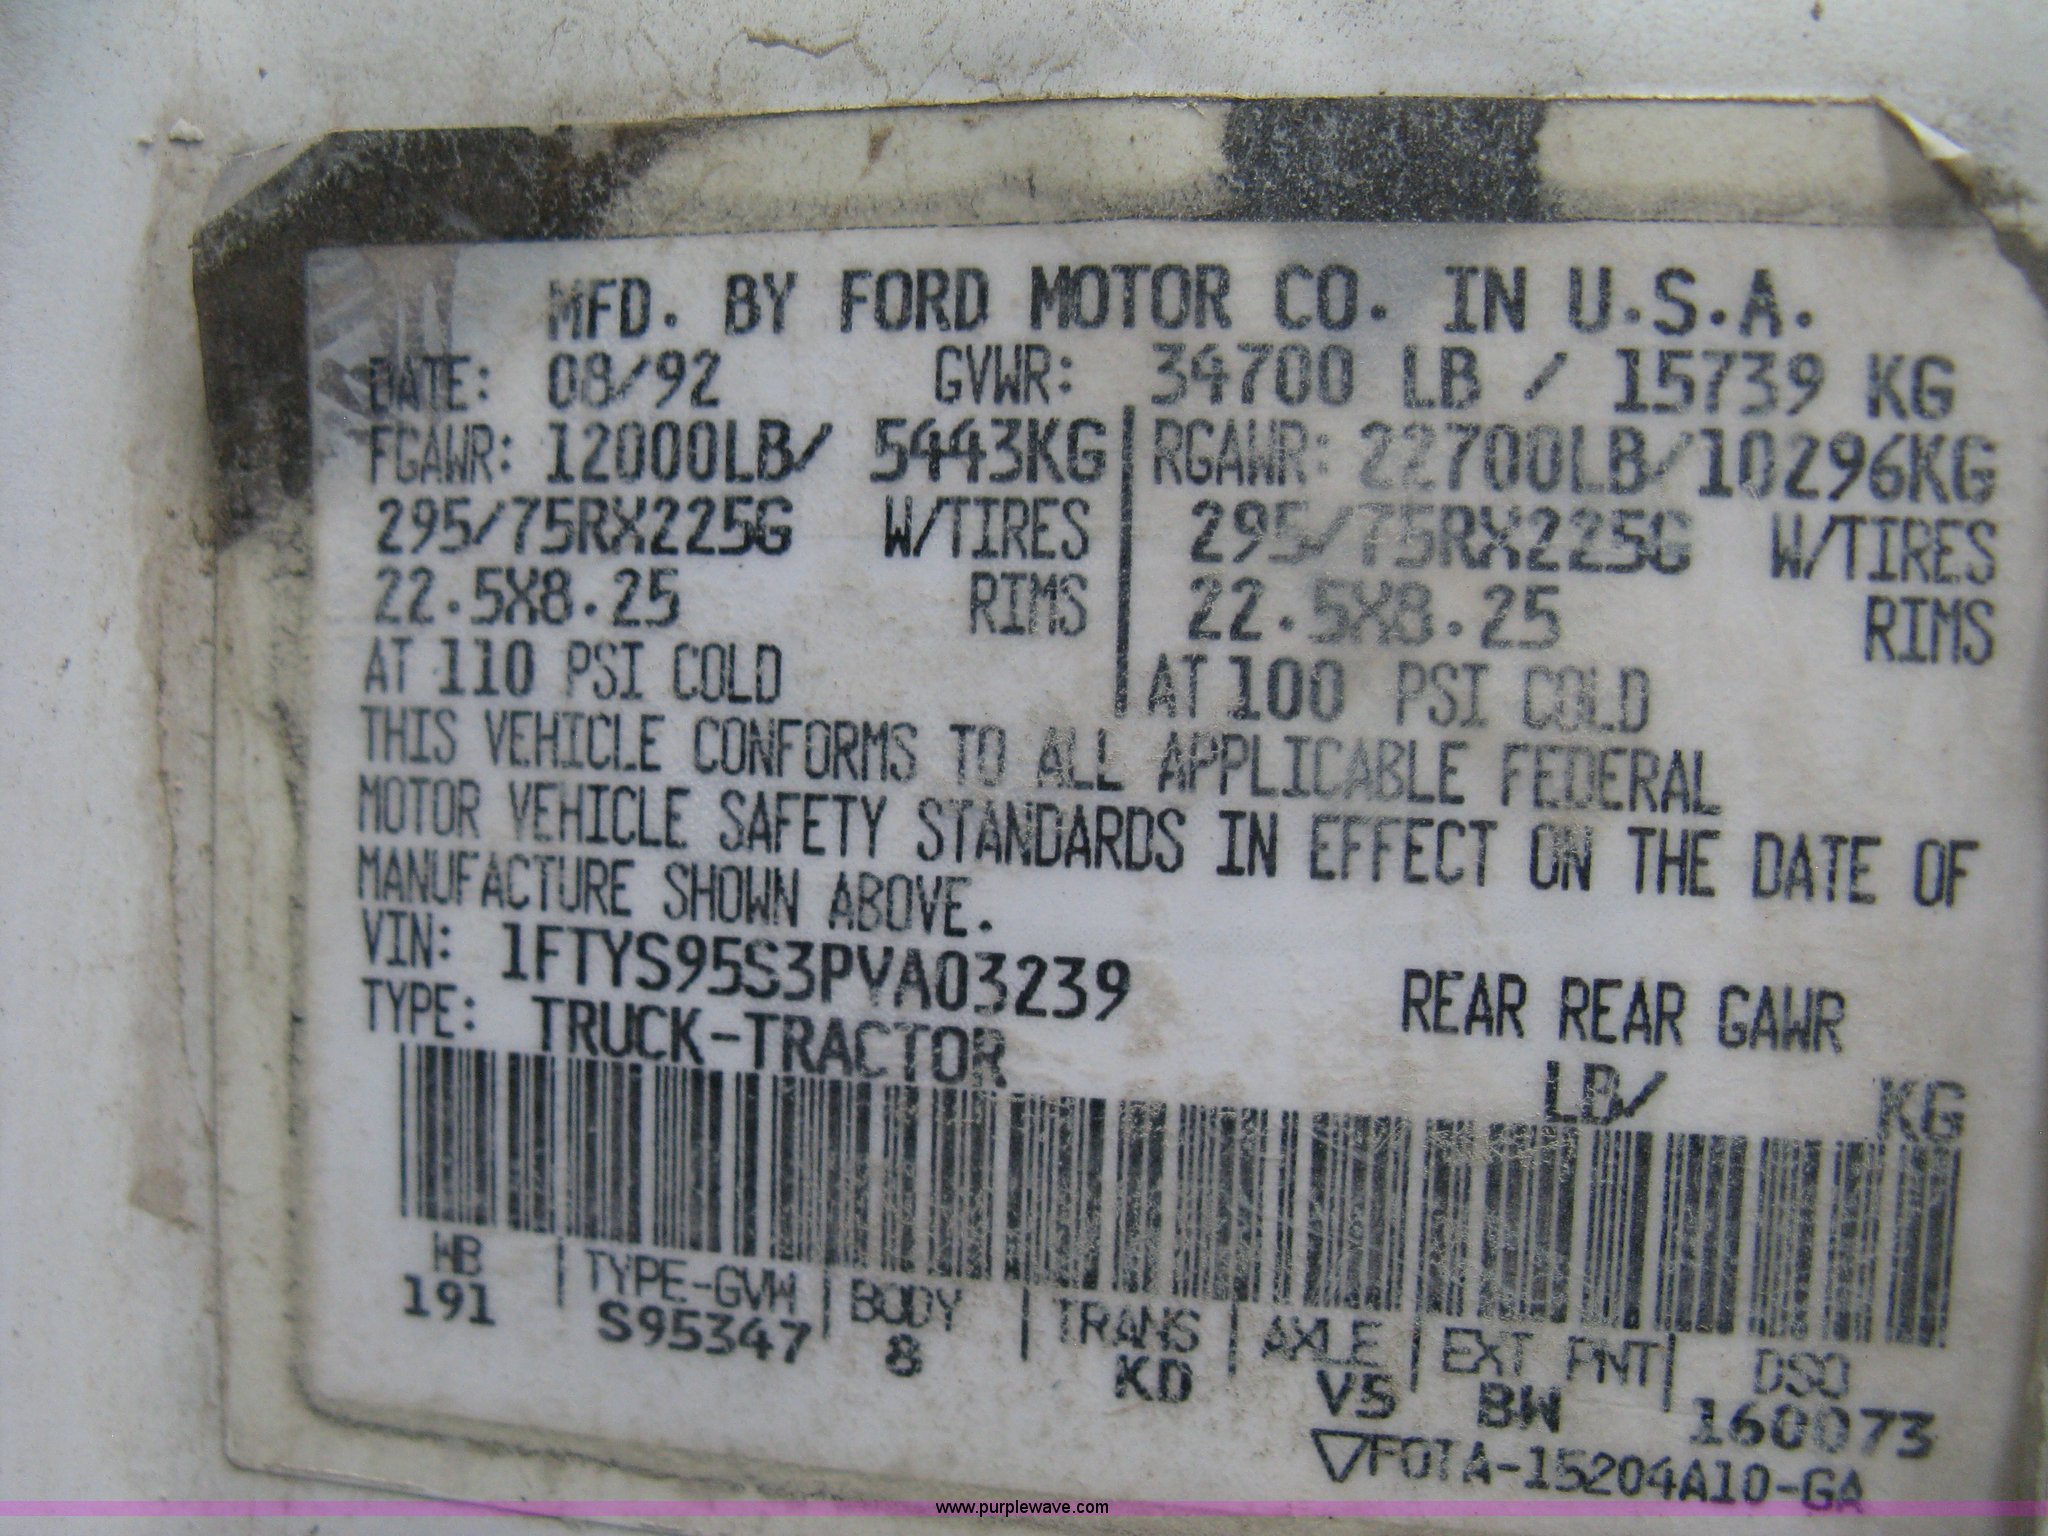 MFD. BY FORD MOTOR CO. IN U.S.A.
DATE: 08/92 GVWR: 34700 LB / 15739 KG
FGAWR: 12000LB/ 5443KG RGAWR: 22700LB/10296KG
295/75RX225G W/TIRES 295/75RX225G W/TIRES
22.5X8.25 RIMS 22.5X8.25 RIMS
AT 110 PSI COLD AT 100 PSI COLD
THIS VEHICLE CONFORMS TO ALL APPLICABLE FEDERAL
MOTOR VEHICLE SAFETY STANDARDS IN EFFECT ON THE DATE OF
MANUFACTURE SHOWN ABOVE.
VIN: 1FTYS95S3PVA03239 REAR REAR GAWR
TYPE: TRUCK-TRACTOR LB/ KG
WB TYPE-GVW BODY TRANS AXLE EXT PNT DSO
191 S95347 8 KD V5 BW 160073
▽FOTA-15204A10-GA
www.purplewave.com